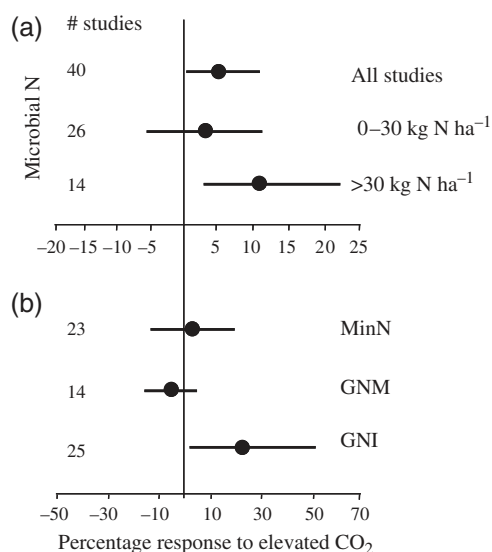 (a) # studies
Microbial N
40 All studies
26 0–30 kg N ha⁻¹
14 >30 kg N ha⁻¹
–20 –15 –10 –5 5 10 15 20 25
(b)
23 MinN
14 GNM
25 GNI
–50 –30 –10 10 30 50 70
Percentage response to elevated CO₂